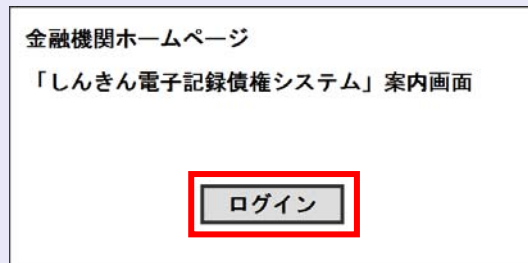 金融機関ホームページ
「しんきん電子記録債権システム」案内画面
ログイン